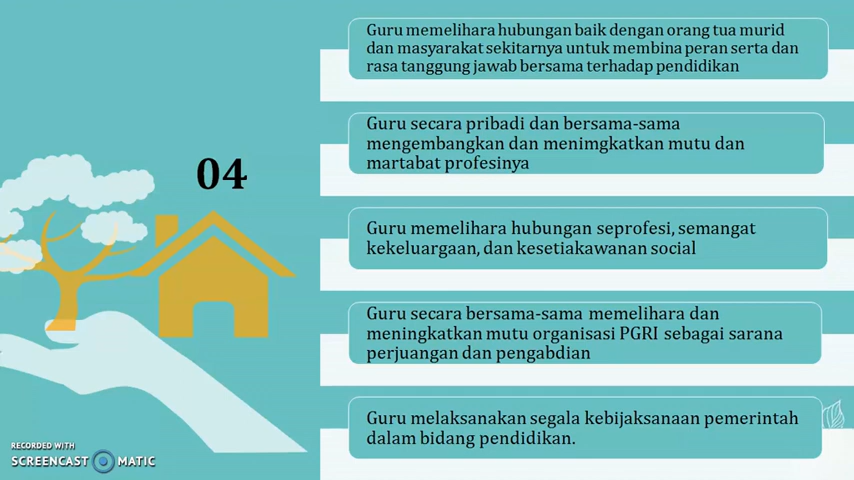 Guru memelihara hubungan baik dengan orang tua murid
dan masyarakat sekitarnya untuk membina peran serta dan
rasa tanggung jawab bersama terhadap pendidikan
04
Guru secara pribadi dan bersama-sama
mengembangkan dan menimgkatkan mutu dan
martabat profesinya
Guru memelihara hubungan seprofesi, semangat
kekeluargaan, dan kesetiakawanan social
Guru secara bersama-sama memelihara dan
meningkatkan mutu organisasi PGRI sebagai sarana
perjuangan dan pengabdian
Guru melaksanakan segala kebijaksanaan pemerintah
dalam bidang pendidikan.
RECORDED WITH
SCREENCAST MATIC